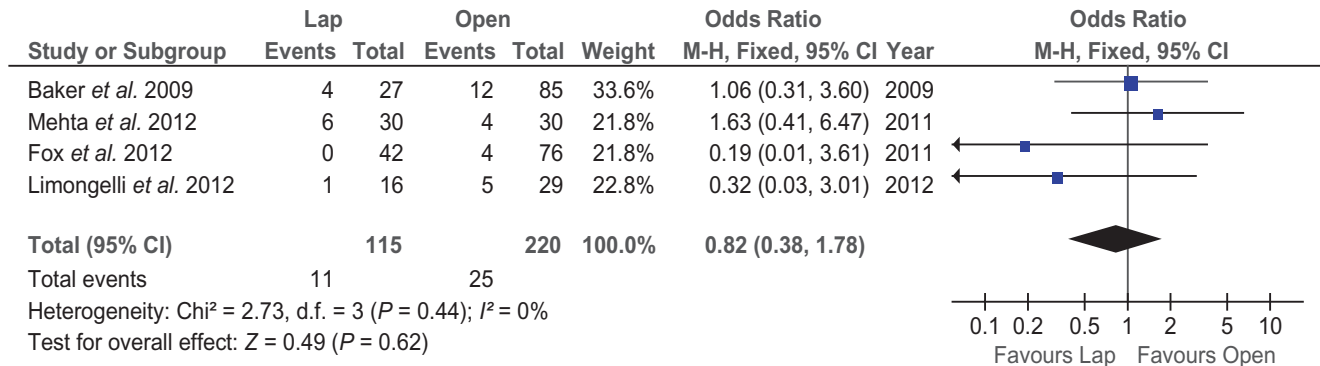 Lap Open Odds Ratio Odds Ratio
Study or Subgroup Events Total Events Total Weight M-H, Fixed, 95% CI Year M-H, Fixed, 95% CI
Baker et al. 2009 4 27 12 85 33.6% 1.06 (0.31, 3.60) 2009
Mehta et al. 2012 6 30 4 30 21.8% 1.63 (0.41, 6.47) 2011
Fox et al. 2012 0 42 4 76 21.8% 0.19 (0.01, 3.61) 2011
Limongelli et al. 2012 1 16 5 29 22.8% 0.32 (0.03, 3.01) 2012
Total (95% CI) 115 220 100.0% 0.82 (0.38, 1.78)
Total events 11 25
Heterogeneity: Chi² = 2.73, d.f. = 3 (P = 0.44); I² = 0%
Test for overall effect: Z = 0.49 (P = 0.62)
0.1 0.2 0.5 1 2 5 10
Favours Lap Favours Open